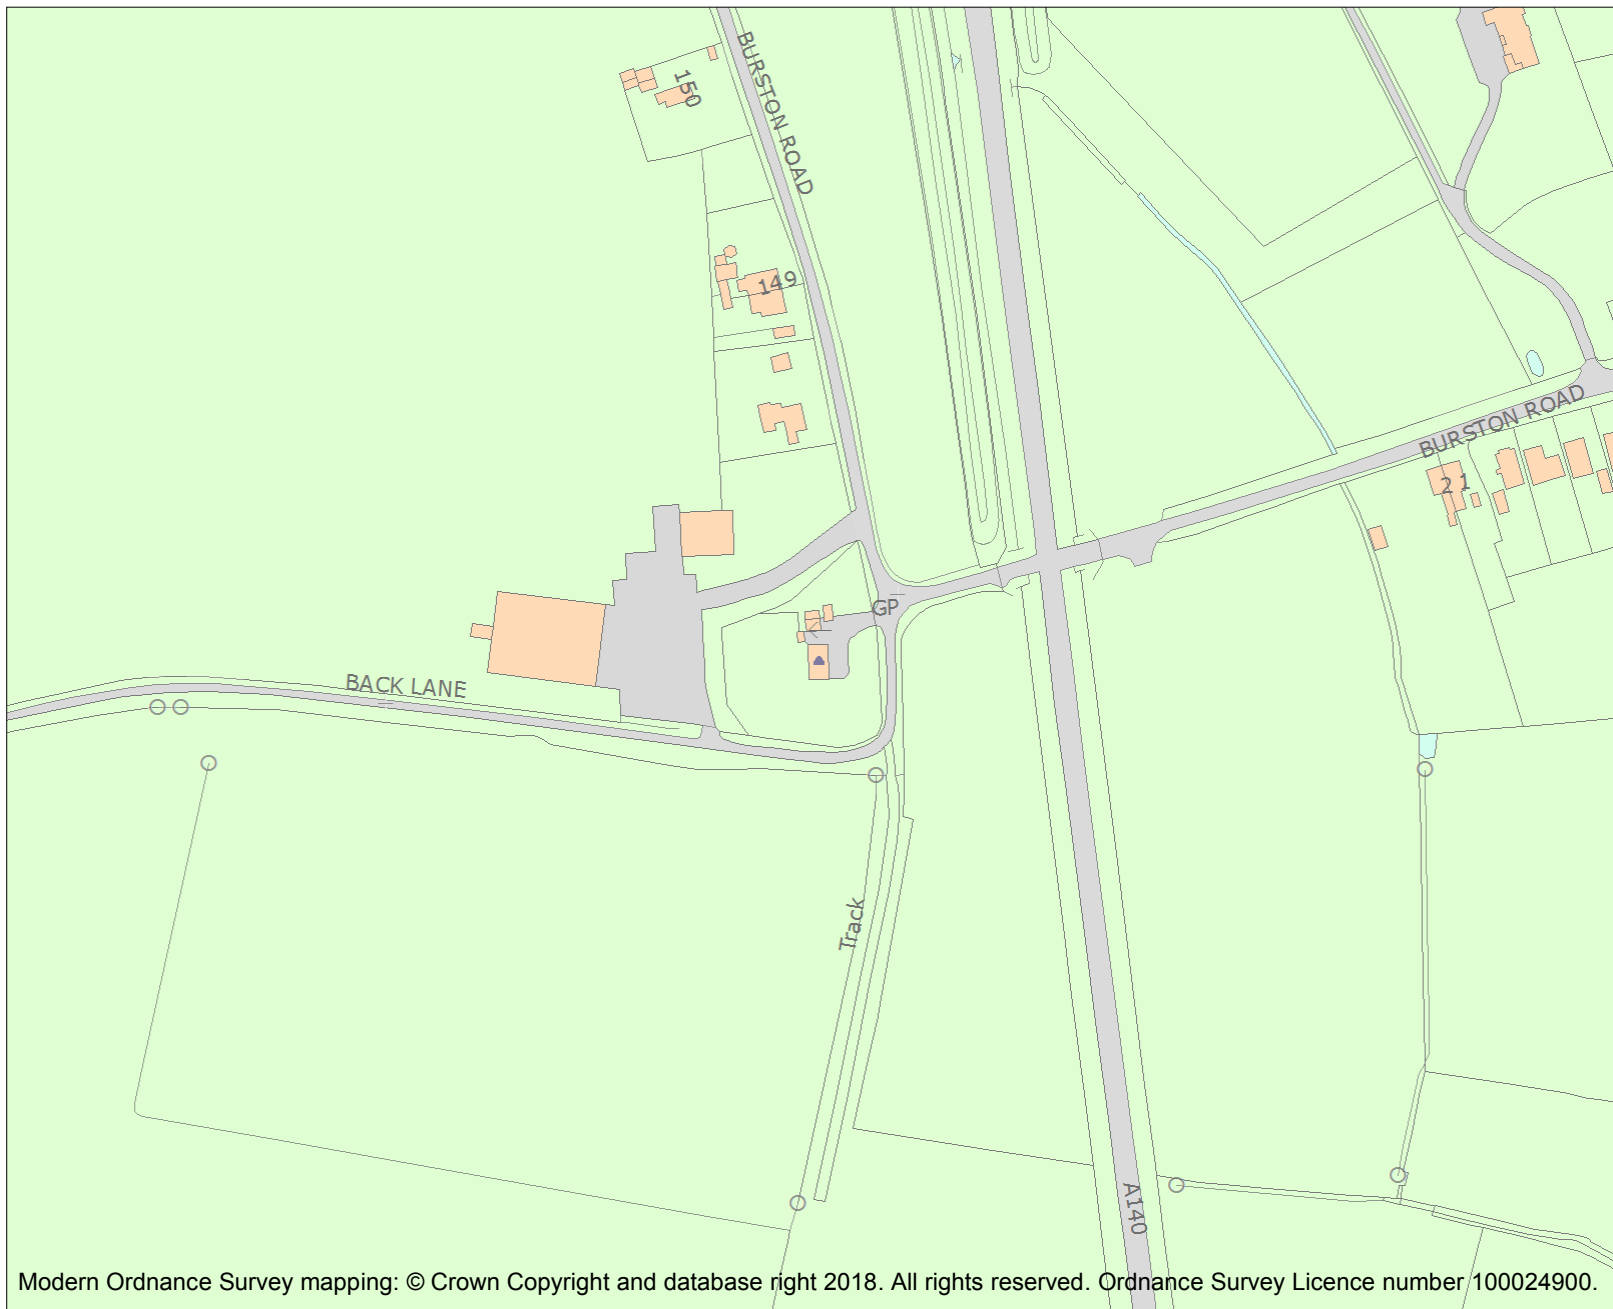 BURSTON ROAD
150
149
BURSTON ROAD
21
GP
BACK LANE
Track
A140
Modern Ordnance Survey mapping: © Crown Copyright and database right 2018. All rights reserved. Ordnance Survey Licence number 100024900.